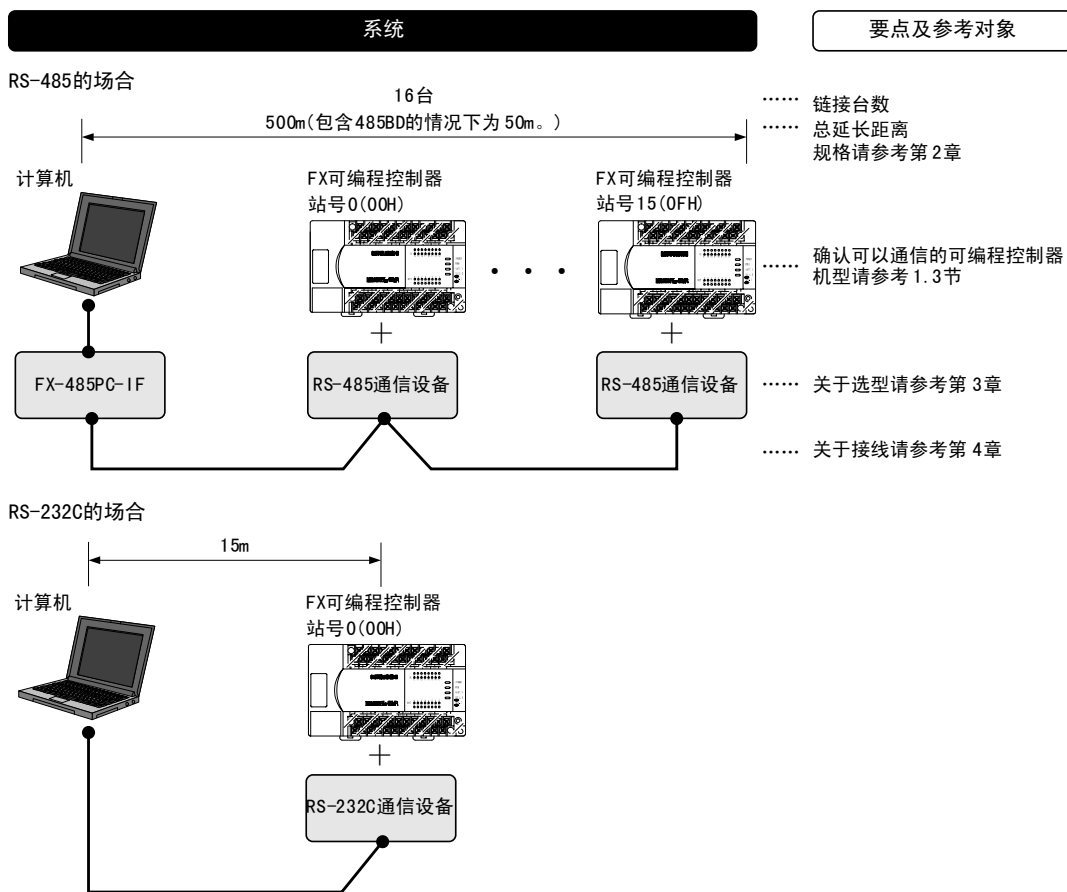 系统
要点及参考对象
RS-485的场合
16台
500m(包含485BD的情况下为50m。)
…… 链接台数
…… 总延长距离
规格请参考第2章
计算机
FX可编程控制器
站号0(00H)
FX可编程控制器
站号15(0FH)
…… 确认可以通信的可编程控制器
机型请参考1.3节
FX-485PC-IF
RS-485通信设备
RS-485通信设备
…… 关于选型请参考第3章
…… 关于接线请参考第4章
RS-232C的场合
15m
计算机
FX可编程控制器
站号0(00H)
RS-232C通信设备